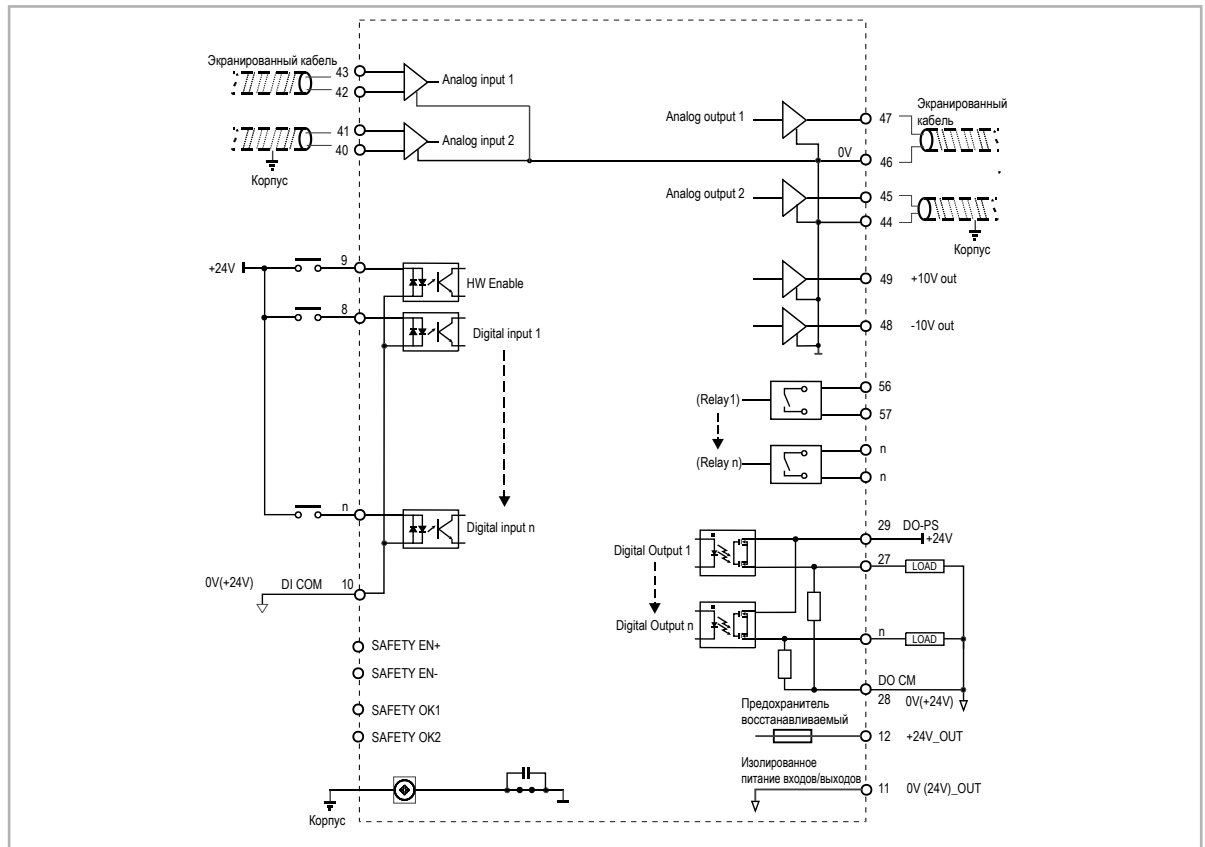 Экранированный кабель
43
42
Analog input 1
41
40
Analog input 2
Корпус
Analog output 1
47
Экранированный
кабель
0V
46
Analog output 2
45
44
Корпус
+24V
9
HW Enable
8
Digital input 1
49 +10V out
48 -10V out
(Relay1)
56
57
(Relay n)
n
n
n
Digital input n
0V(+24V) DI COM 10
29 DO-PS
+24V
Digital Output 1
27 LOAD
Digital Output n
n LOAD
DO CM
28 0V(+24V)
SAFETY EN+
SAFETY EN-
SAFETY OK1
SAFETY OK2
Предохранитель
восстанавливаемый
12 +24V_OUT
Изолированное
питание входов/выходов
11 0V (24V)_OUT
Корпус